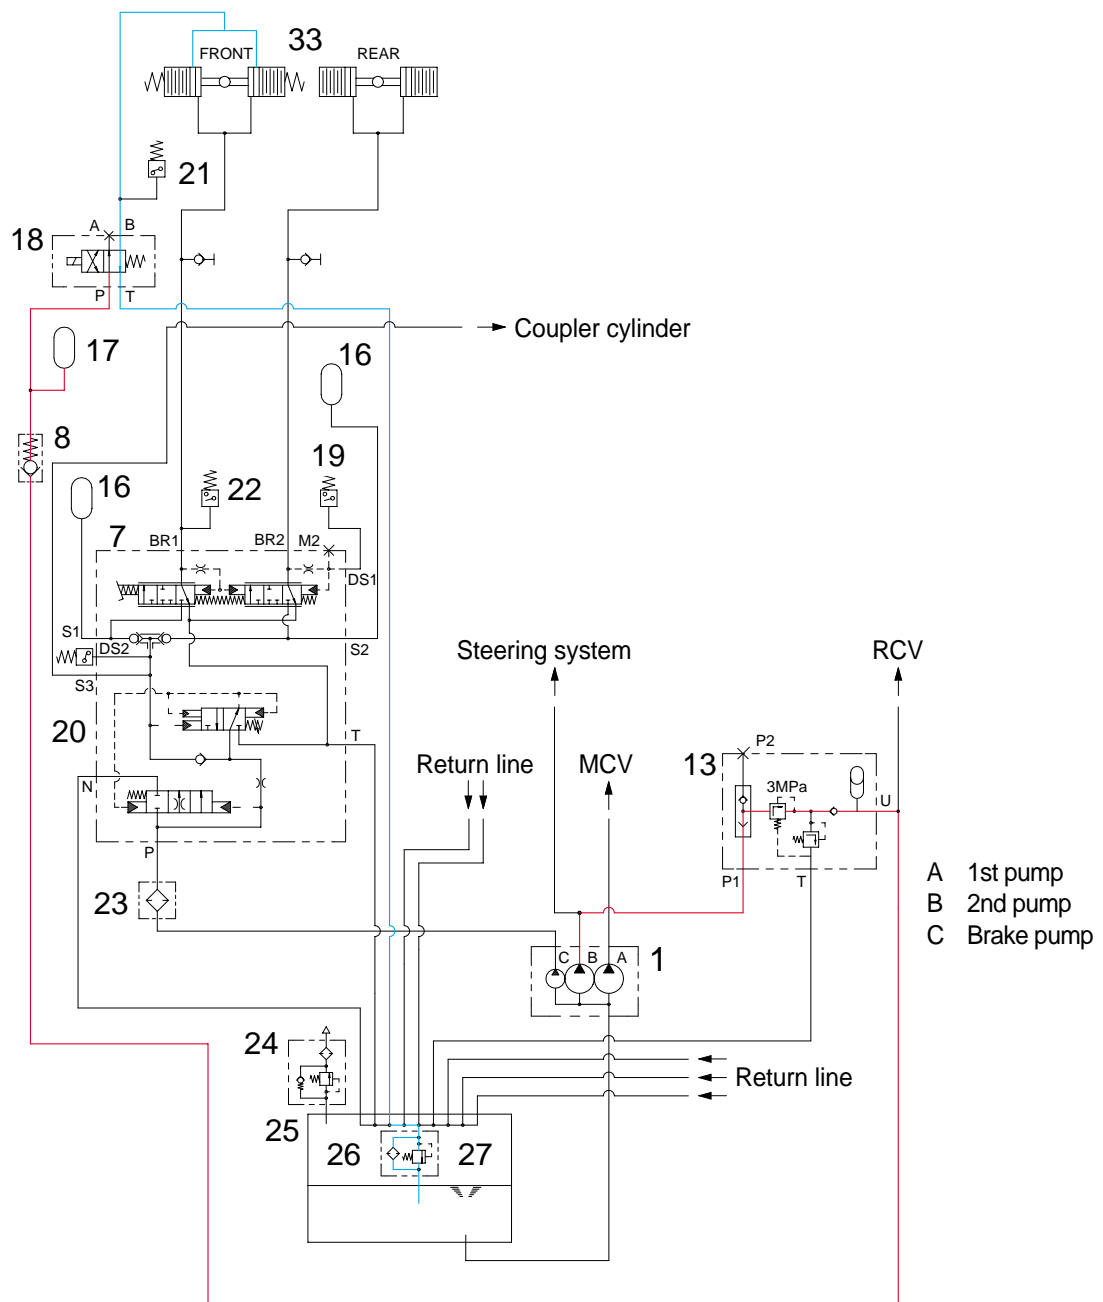 33
FRONT
REAR
21
A
B
18
P
T
Coupler cylinder
17
16
8
19
16
22
7
BR1
BR2
M2
DS1
S1
DS2
S2
S3
Steering system
RCV
20
T
P2
N
Return line
MCV
13
3MPa
U
P
P1
T
A 1st pump
23
B 2nd pump
C Brake pump
C
B
A
1
24
Return line
25
26
27